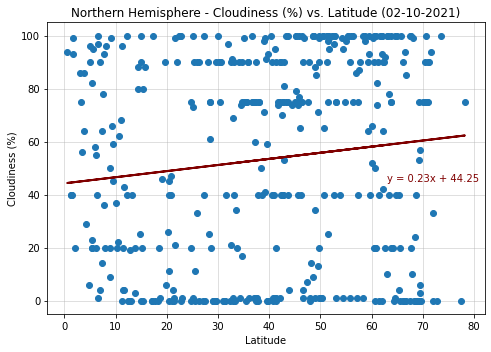 Northern Hemisphere - Cloudiness (%) vs. Latitude (02-10-2021)
100
80
60
40
20
0
Cloudiness (%)
y = 0.23x + 44.25
0 10 20 30 40 50 60 70 80
Latitude